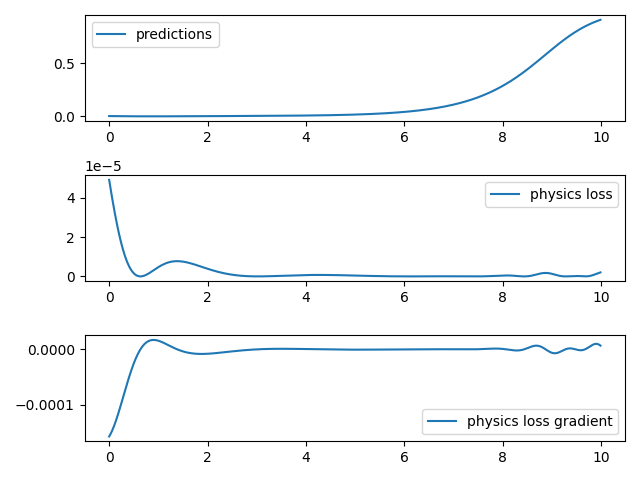 predictions
0.5
0.0
0 2 4 6 8 10
1e−5
physics loss
4
2
0
0 2 4 6 8 10
0.0000
−0.0001
physics loss gradient
0 2 4 6 8 10